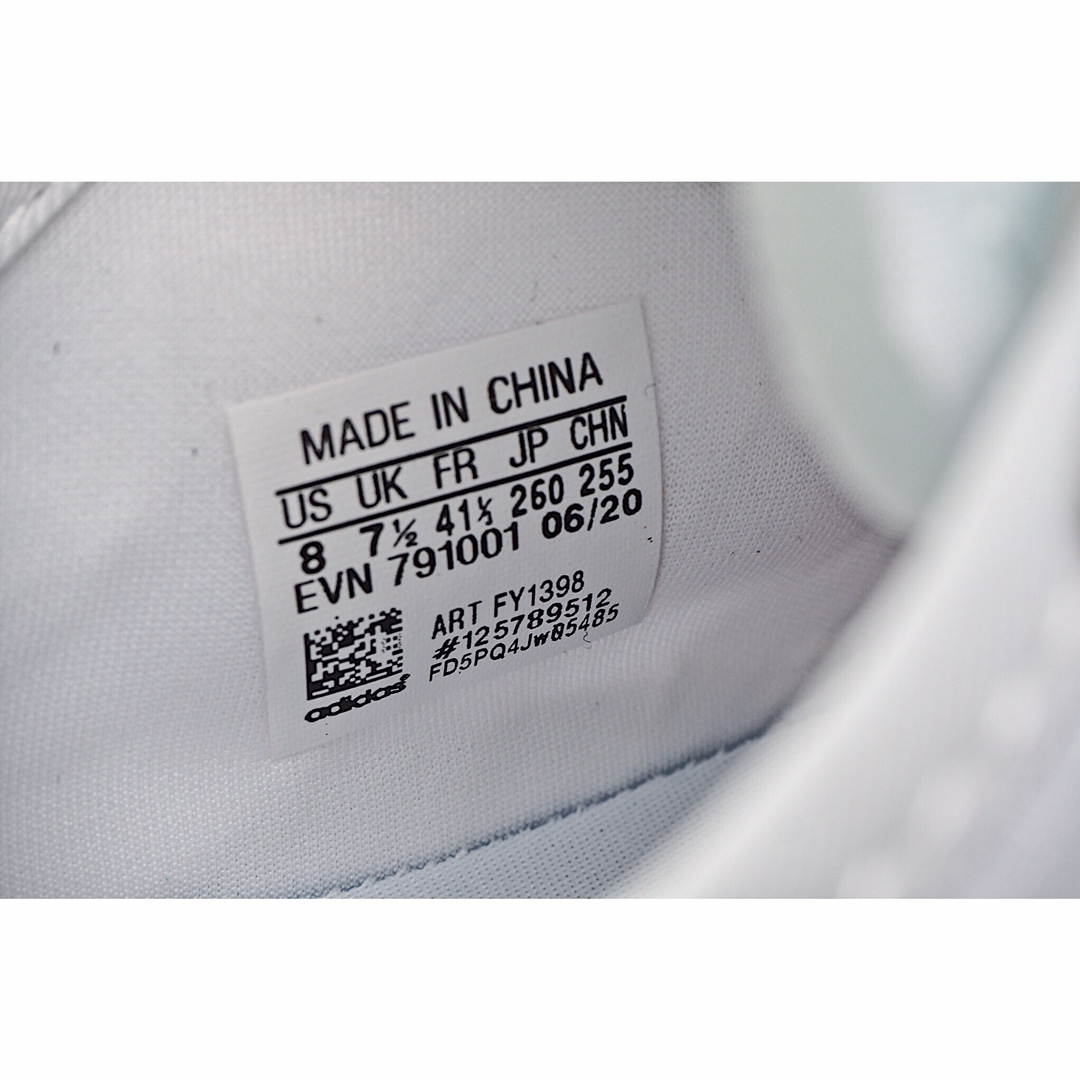 MADE IN CHINA
US UK FR JP CHN
8 7½ 41⅓ 260 255
EVN 791001 06/20
ART FY1398
#125789512
FD5PQ4JW05485
adidas®